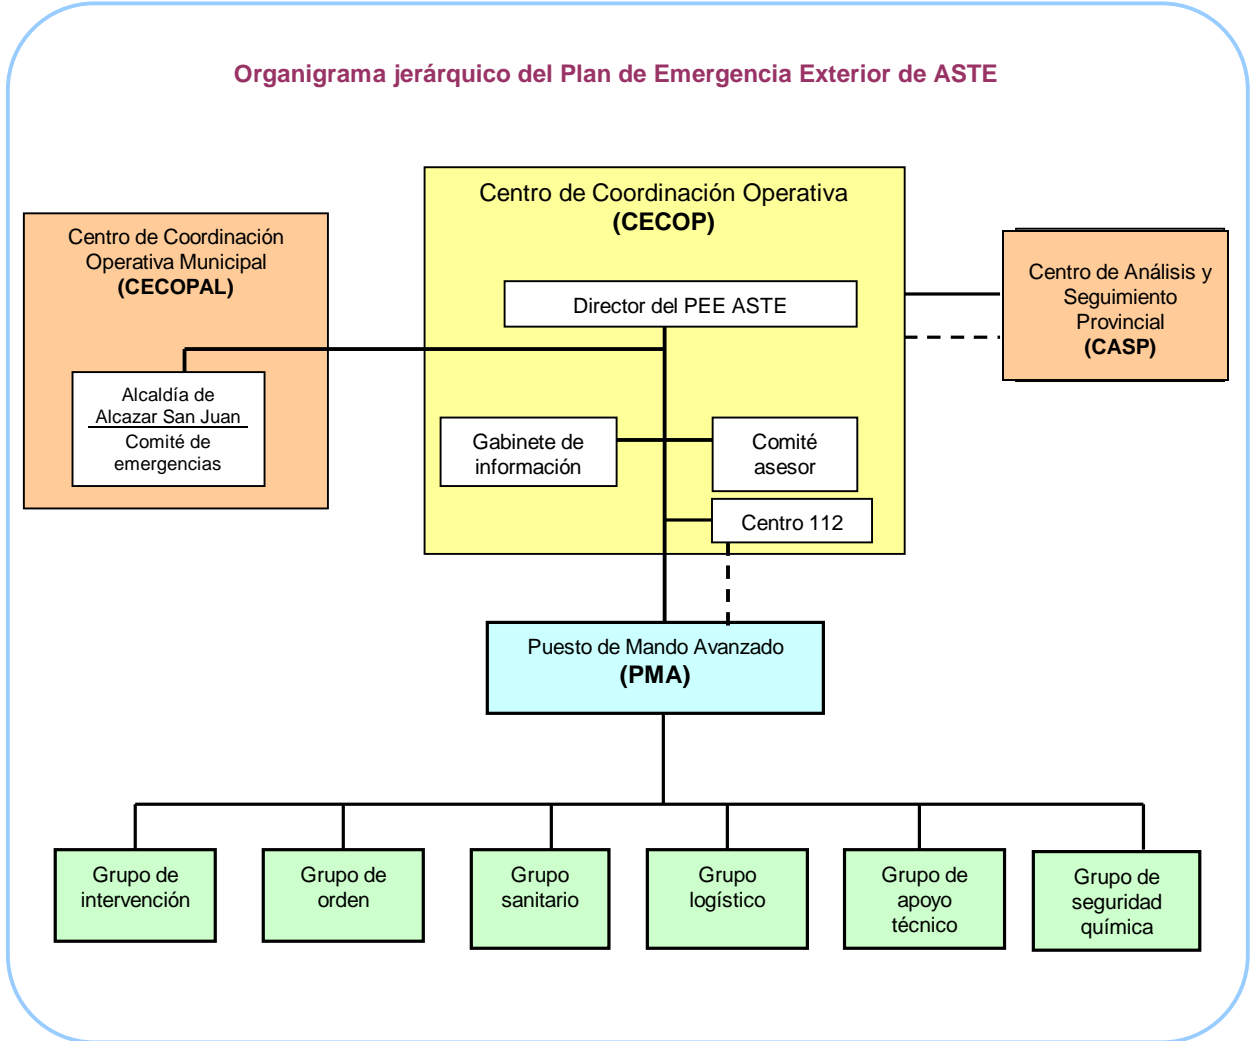 Organigrama jerárquico del Plan de Emergencia Exterior de ASTE
Centro de Coordinación Operativa
(CECOP)
Centro de Coordinación
Operativa Municipal
(CECOPAL)
Centro de Análisis y
Seguimiento
Provincial
(CASP)
Director del PEE ASTE
Alcaldía de
Alcazar San Juan
Comité de
emergencias
Gabinete de
información
Comité
asesor
Centro 112
Puesto de Mando Avanzado
(PMA)
Grupo de
intervención
Grupo de
orden
Grupo
sanitario
Grupo
logístico
Grupo de
apoyo
técnico
Grupo de
seguridad
química